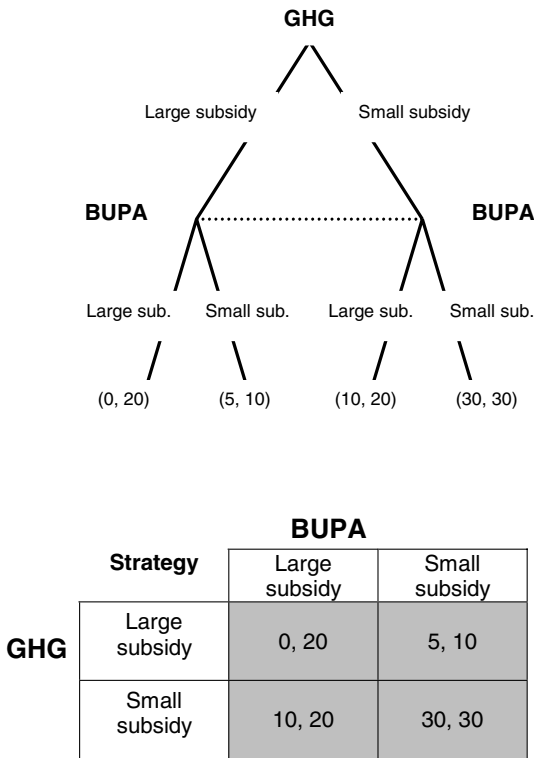 GHG
Large subsidy Small subsidy
BUPA BUPA
Large sub. Small sub. Large sub. Small sub.
(0, 20) (5, 10) (10, 20) (30, 30)
BUPA
Strategy Large subsidy Small subsidy
GHG
Large subsidy 0, 20 5, 10
Small subsidy 10, 20 30, 30